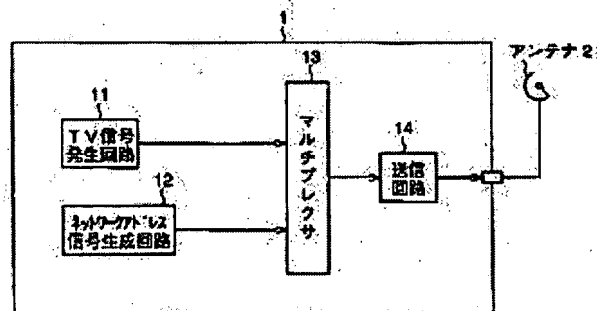 1
アンテナ2
13
11
TV信号
発生回路
マルチプレクサ
14
送信
回路
12
ネットワークアドレス
信号生成回路